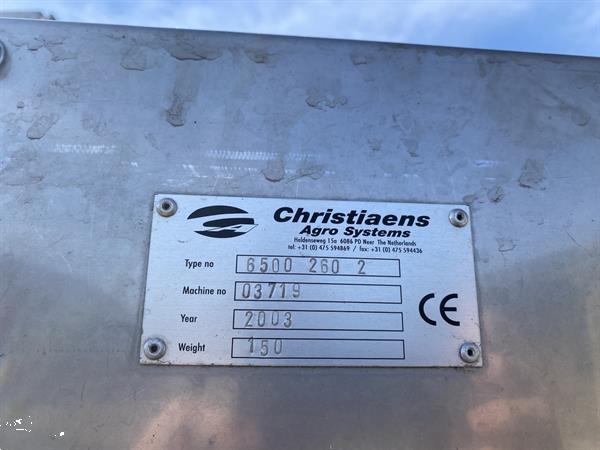 Christiaens
Agro Systems
Heldenseweg 15a 6086 PD Neer The Netherlands
tel: +31 (0) 475 594869 / fax: +31 (0) 475 594436
Type no 6500 260 2
Machine no 03719
Year 2003
Weight 150
CE